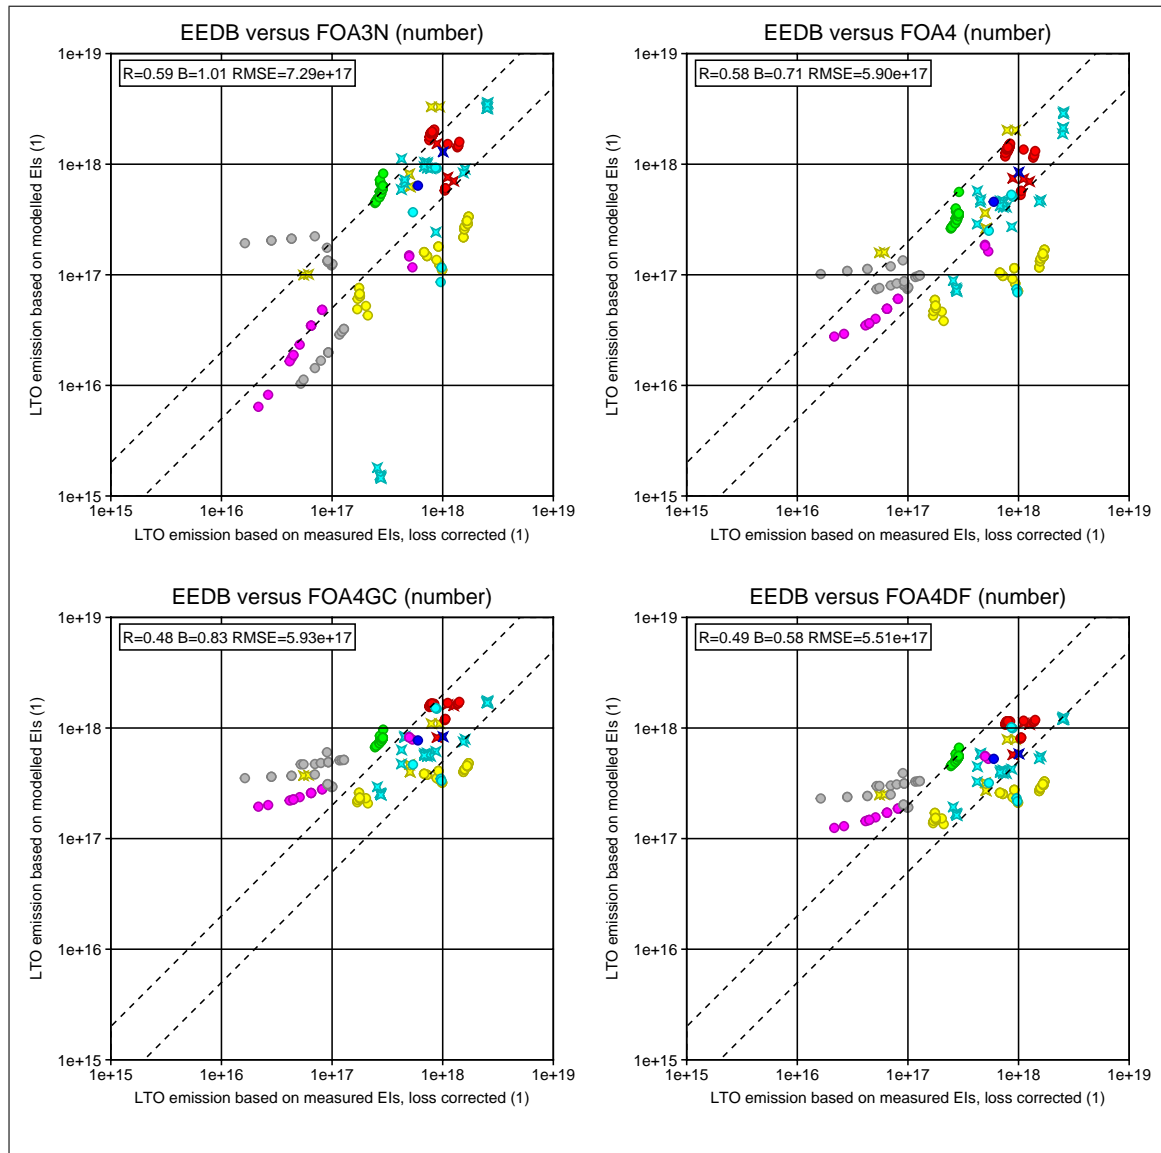 EEDB versus FOA3N (number)
R=0.59 B=1.01 RMSE=7.29e+17
1e+19
1e+18
1e+17
1e+16
1e+15
LTO emission based on modelled EIs (1)
1e+15 1e+16 1e+17 1e+18 1e+19
LTO emission based on measured EIs, loss corrected (1)
EEDB versus FOA4 (number)
R=0.58 B=0.71 RMSE=5.90e+17
1e+19
1e+18
1e+17
1e+16
1e+15
LTO emission based on modelled EIs (1)
1e+15 1e+16 1e+17 1e+18 1e+19
LTO emission based on measured EIs, loss corrected (1)
EEDB versus FOA4GC (number)
R=0.48 B=0.83 RMSE=5.93e+17
1e+19
1e+18
1e+17
1e+16
1e+15
LTO emission based on modelled EIs (1)
1e+15 1e+16 1e+17 1e+18 1e+19
LTO emission based on measured EIs, loss corrected (1)
EEDB versus FOA4DF (number)
R=0.49 B=0.58 RMSE=5.51e+17
1e+19
1e+18
1e+17
1e+16
1e+15
LTO emission based on modelled EIs (1)
1e+15 1e+16 1e+17 1e+18 1e+19
LTO emission based on measured EIs, loss corrected (1)